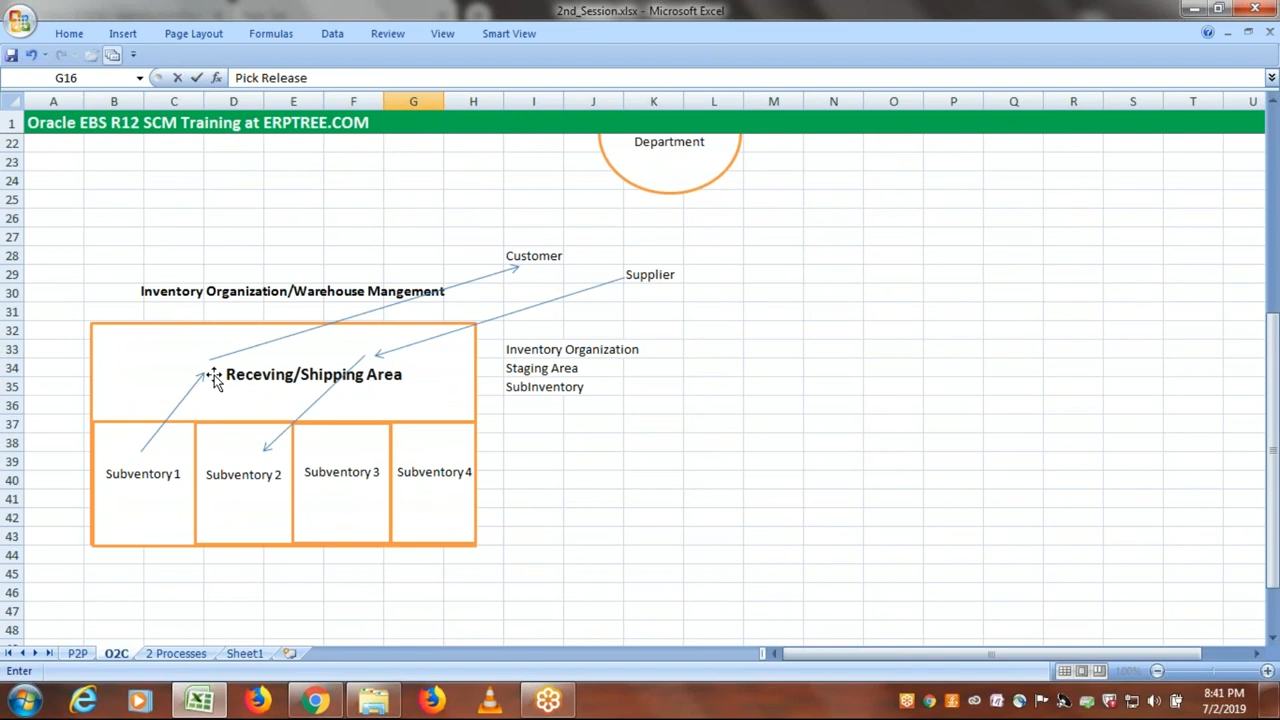 2nd_Session.xlsx - Microsoft Excel
Home Insert Page Layout Formulas Data Review View Smart View
G16 fx Pick Release
A B C D E F G H I J K L M N O P Q R S T U
1 Oracle EBS R12 SCM Training at ERPTREE.COM
22 Department
23
24
25
26
27
28 Customer
29 Supplier
30 Inventory Organization/Warehouse Mangement
31
32
33 Inventory Organization
34 Receving/Shipping Area Staging Area
35 SubInventory
36
37
38
39
40 Subventory 1 Subventory 2 Subventory 3 Subventory 4
41
42
43
44
45
46
47
48
P2P O2C 2 Processes Sheet1
Enter 100%
8:41 PM
7/2/2019